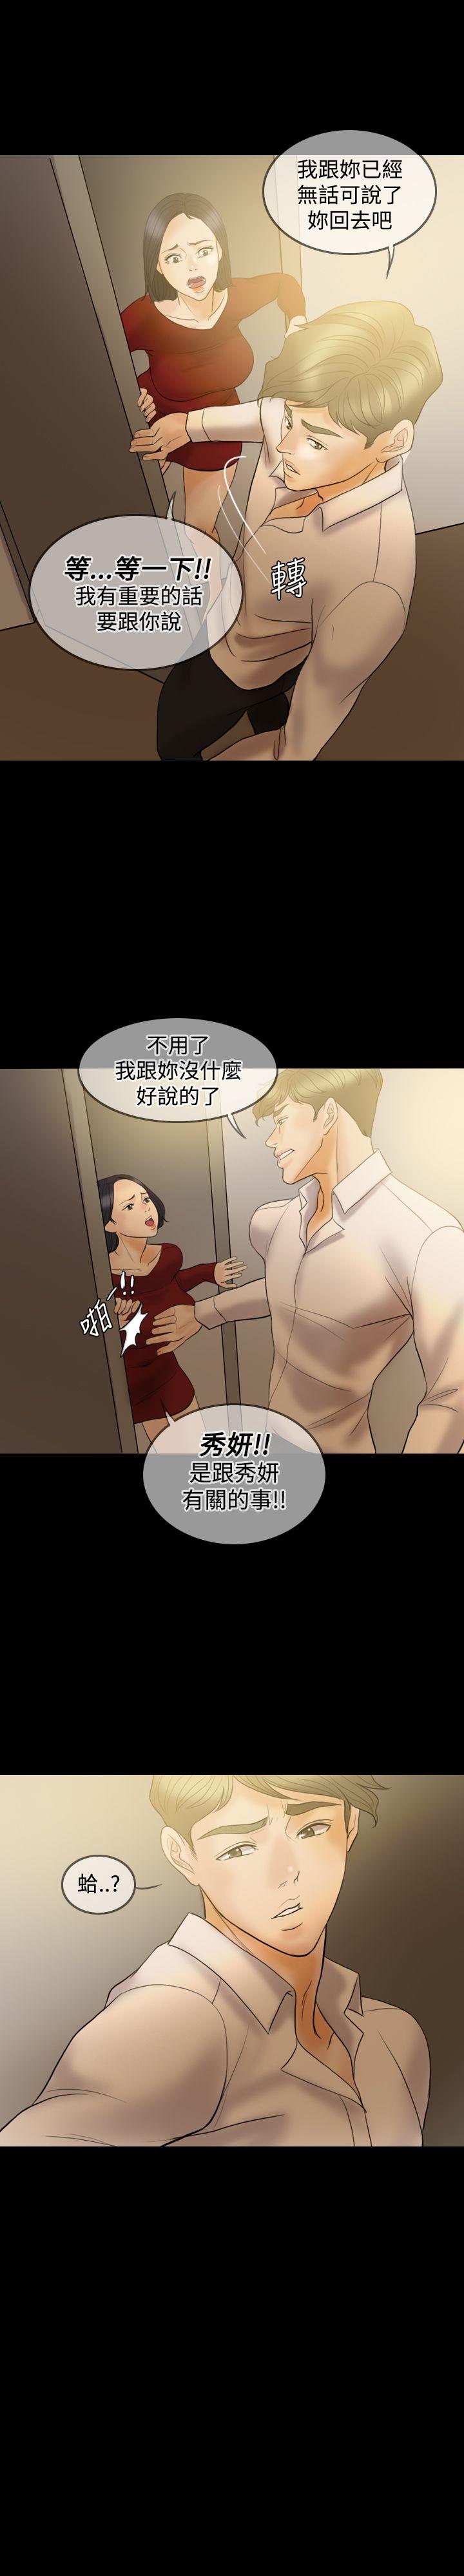 我跟妳已經
無話可說了
妳回去吧
等...等一下!!
我有重要的話
要跟你說
轉
不用了
我跟妳沒什麼
好說的了
啪!!
秀妍!!
是跟秀妍
有關的事!!
蛤..?